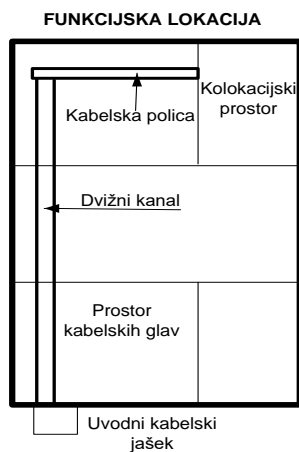 FUNKCIJSKA LOKACIJA
Kolokacijski
prostor
Kabelska polica
Dvižni kanal
Prostor
kabelskih glav
Uvodni kabelski
jašek